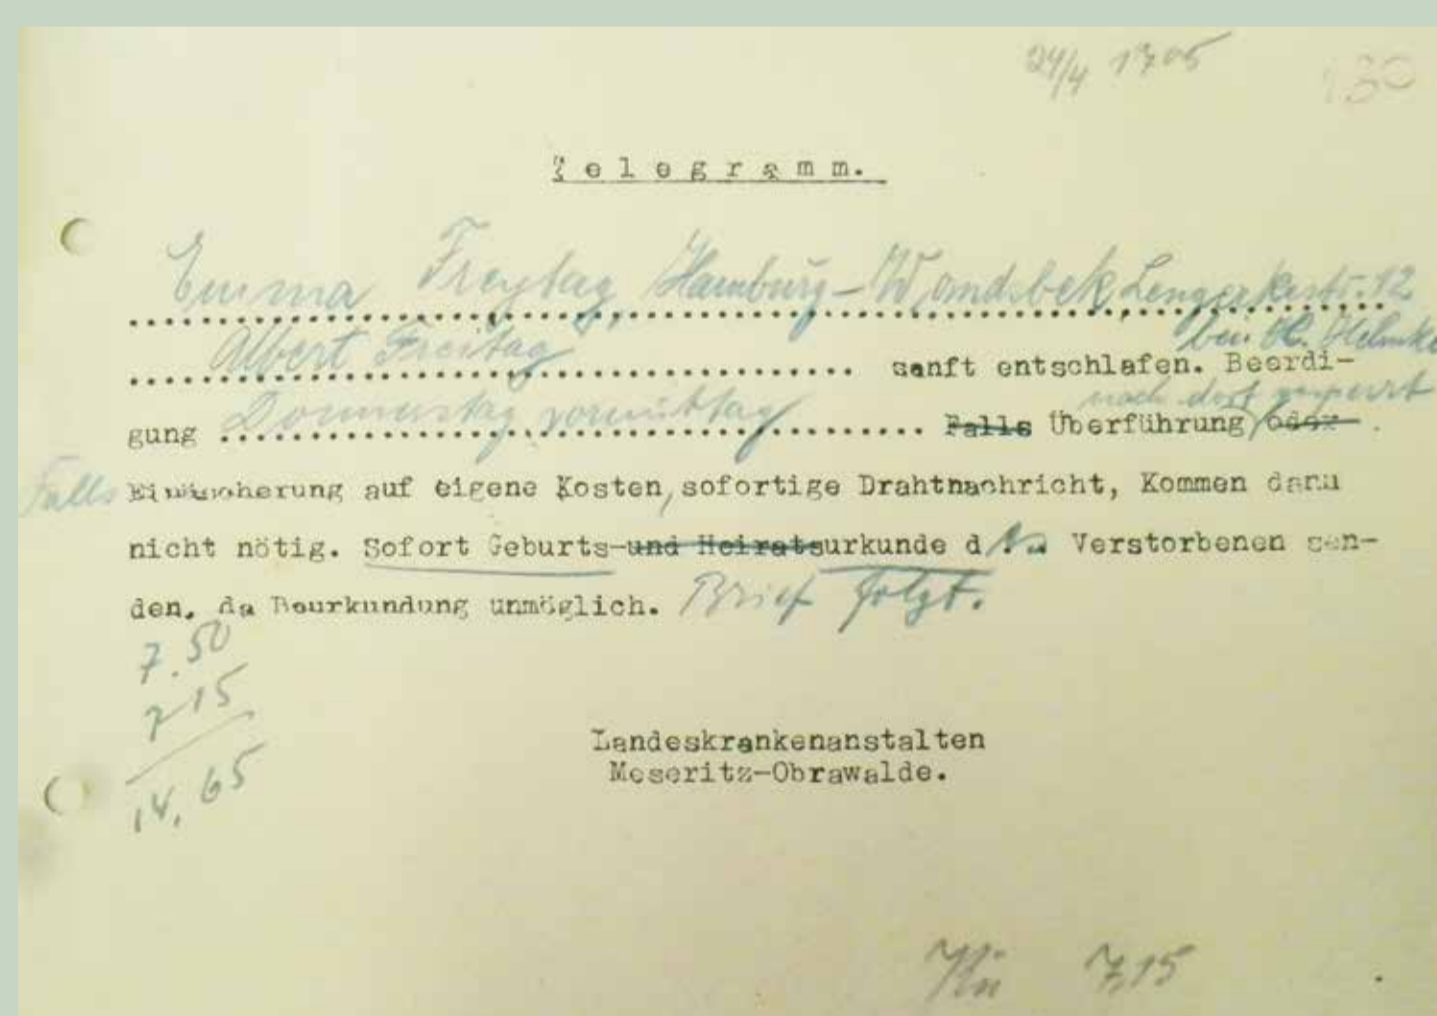 24/4 1705
130
Telegramm.
Emma Freytag, Hamburg-Wandsbek, Lengerkestr. 12
bei H. Helmke
Albert Freitag sanft entschlafen. Beerdi-
nach dort gesperrt
gung Donnerstag vormittag Falls Überführung oder
Falls Einäscherung auf eigene Kosten, sofortige Drahtnachricht, Kommen dann
nicht nötig. Sofort Geburts-und Heiratsurkunde d Verstorbenen sen-
den, da Beurkundung unmöglich. Brief folgt.
7.50
7 15
14,65
Landeskrankenanstalten
Meseritz-Obrawalde.
7,15